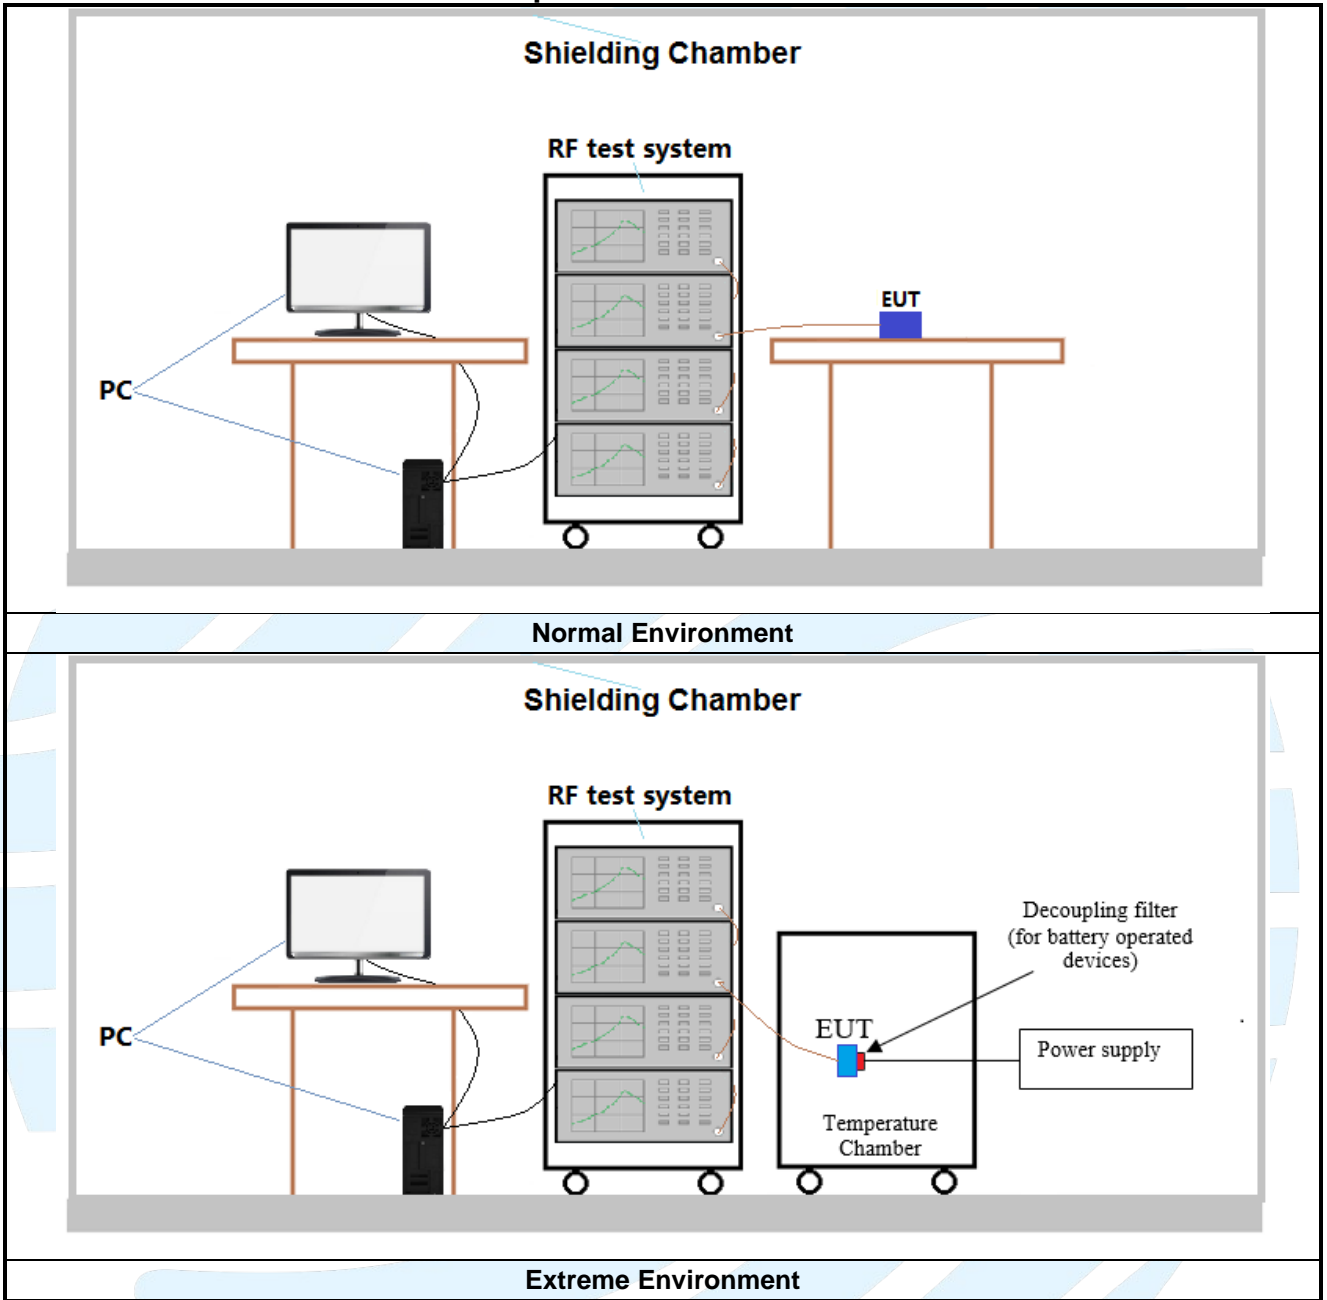 Shielding Chamber
RF test system
EUT
PC
Normal Environment
Shielding Chamber
RF test system
Decoupling filter
(for battery operated
devices)
EUT
Power supply
PC
Temperature
Chamber
Extreme Environment